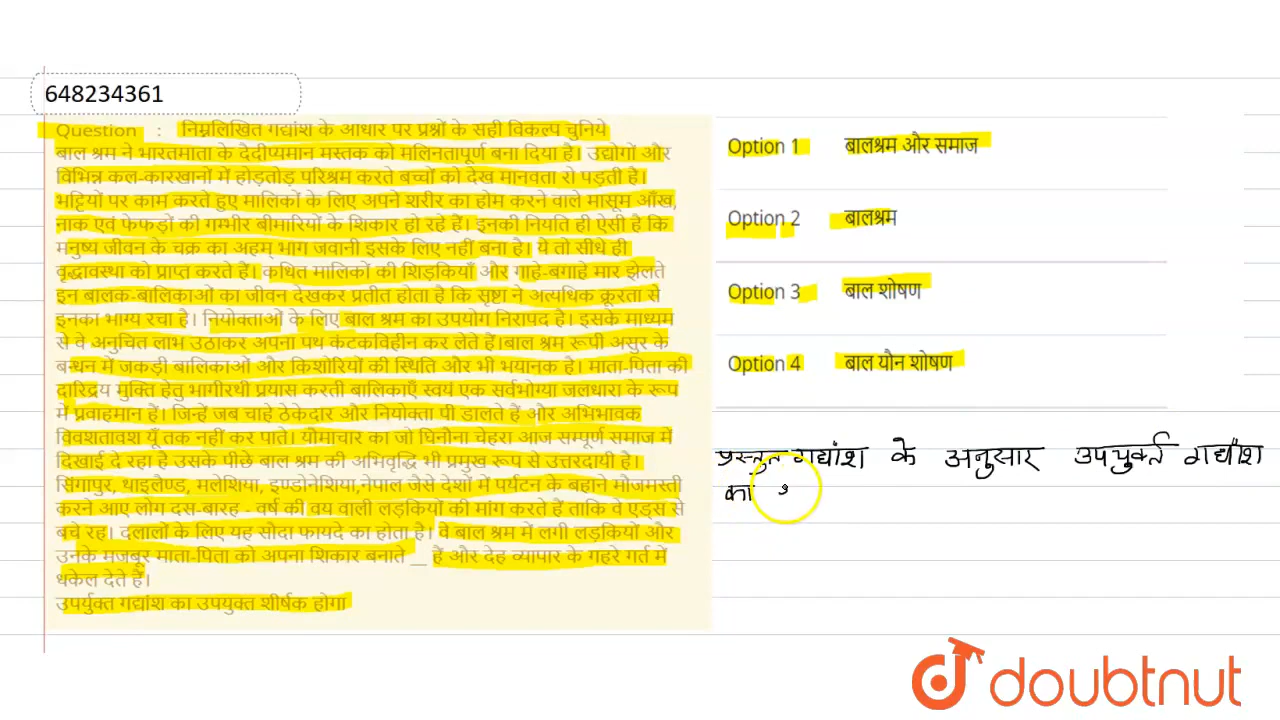 648234361
Question : निम्नलिखित गद्यांश के आधार पर प्रश्नों के सही विकल्प चुनिये
बाल श्रम ने भारतमाता के दैदीप्यमान मस्तक को मलिनतापूर्ण बना दिया है। उद्योगों और
विभिन्न कल-कारखानों में होड़तोड़ परिश्रम करते बच्चों को देख मानवता रो पड़ती है।
भट्टियों पर काम करते हुए मालिकों के लिए अपने शरीर का होम करने वाले मासूम आँख,
नाक एवं फेफड़ों की गम्भीर बीमारियों के शिकार हो रहे हैं। इनकी नियति ही ऐसी है कि
मनुष्य जीवन के चक्र का अहम् भाग जवानी इसके लिए नहीं बना है। ये तो सीधे ही
वृद्धावस्था को प्राप्त करते हैं। कथित मालिकों की शिड़कियाँ और गाहे-बगाहे मार झेलते
इन बालक-बालिकाओं का जीवन देखकर प्रतीत होता है कि सृष्टा ने अत्यधिक क्रूरता से
इनका भाग्य रचा है। नियोक्ताओं के लिए बाल श्रम का उपयोग निरापद है। इसके माध्यम
से वे अनुचित लाभ उठाकर अपना पथ कंटकविहीन कर लेते हैं।बाल श्रम रूपी असुर के
बन्धन में जकड़ी बालिकाओं और किशोरियों की स्थिति और भी भयानक है। माता-पिता की
दारिद्रय मुक्ति हेतु भागीरथी प्रयास करती बालिकाएँ स्वयं एक सर्वभोग्या जलधारा के रूप
में प्रवाहमान हैं। जिन्हें जब चाहे ठेकेदार और नियोक्ता पी डालते हैं और अभिभावक
विवशतावश यूँ तक नहीं कर पाते। योमाचार का जो घिनौना चेहरा आज सम्पूर्ण समाज में
दिखाई दे रहा है उसके पीछे बाल श्रम की अभिवृद्धि भी प्रमुख रूप से उत्तरदायी है।
सिंगापुर, थाइलैण्ड, मलेशिया, इण्डोनेशिया,नेपाल जैसे देशों में पर्यटन के बहाने मौजमस्ती
करने आए लोग दस-बारह - वर्ष की वय वाली लड़कियों की मांग करते हैं ताकि वे एड्स से
बचे रह। दलालों के लिए यह सौदा फायदे का होता है। वे बाल श्रम में लगी लड़कियों और
उनके मजबूर माता-पिता को अपना शिकार बनाते __ हैं और देह व्यापार के गहरे गर्त में
धकेल देते हैं।
उपर्युक्त गद्यांश का उपयुक्त शीर्षक होगा
Option 1 बालश्रम और समाज
Option 2 बालश्रम
Option 3 बाल शोषण
Option 4 बाल यौन शोषण
प्रस्तुत गद्यांश के अनुसार उपयुर्क्त गद्यांश
का
doubtnut